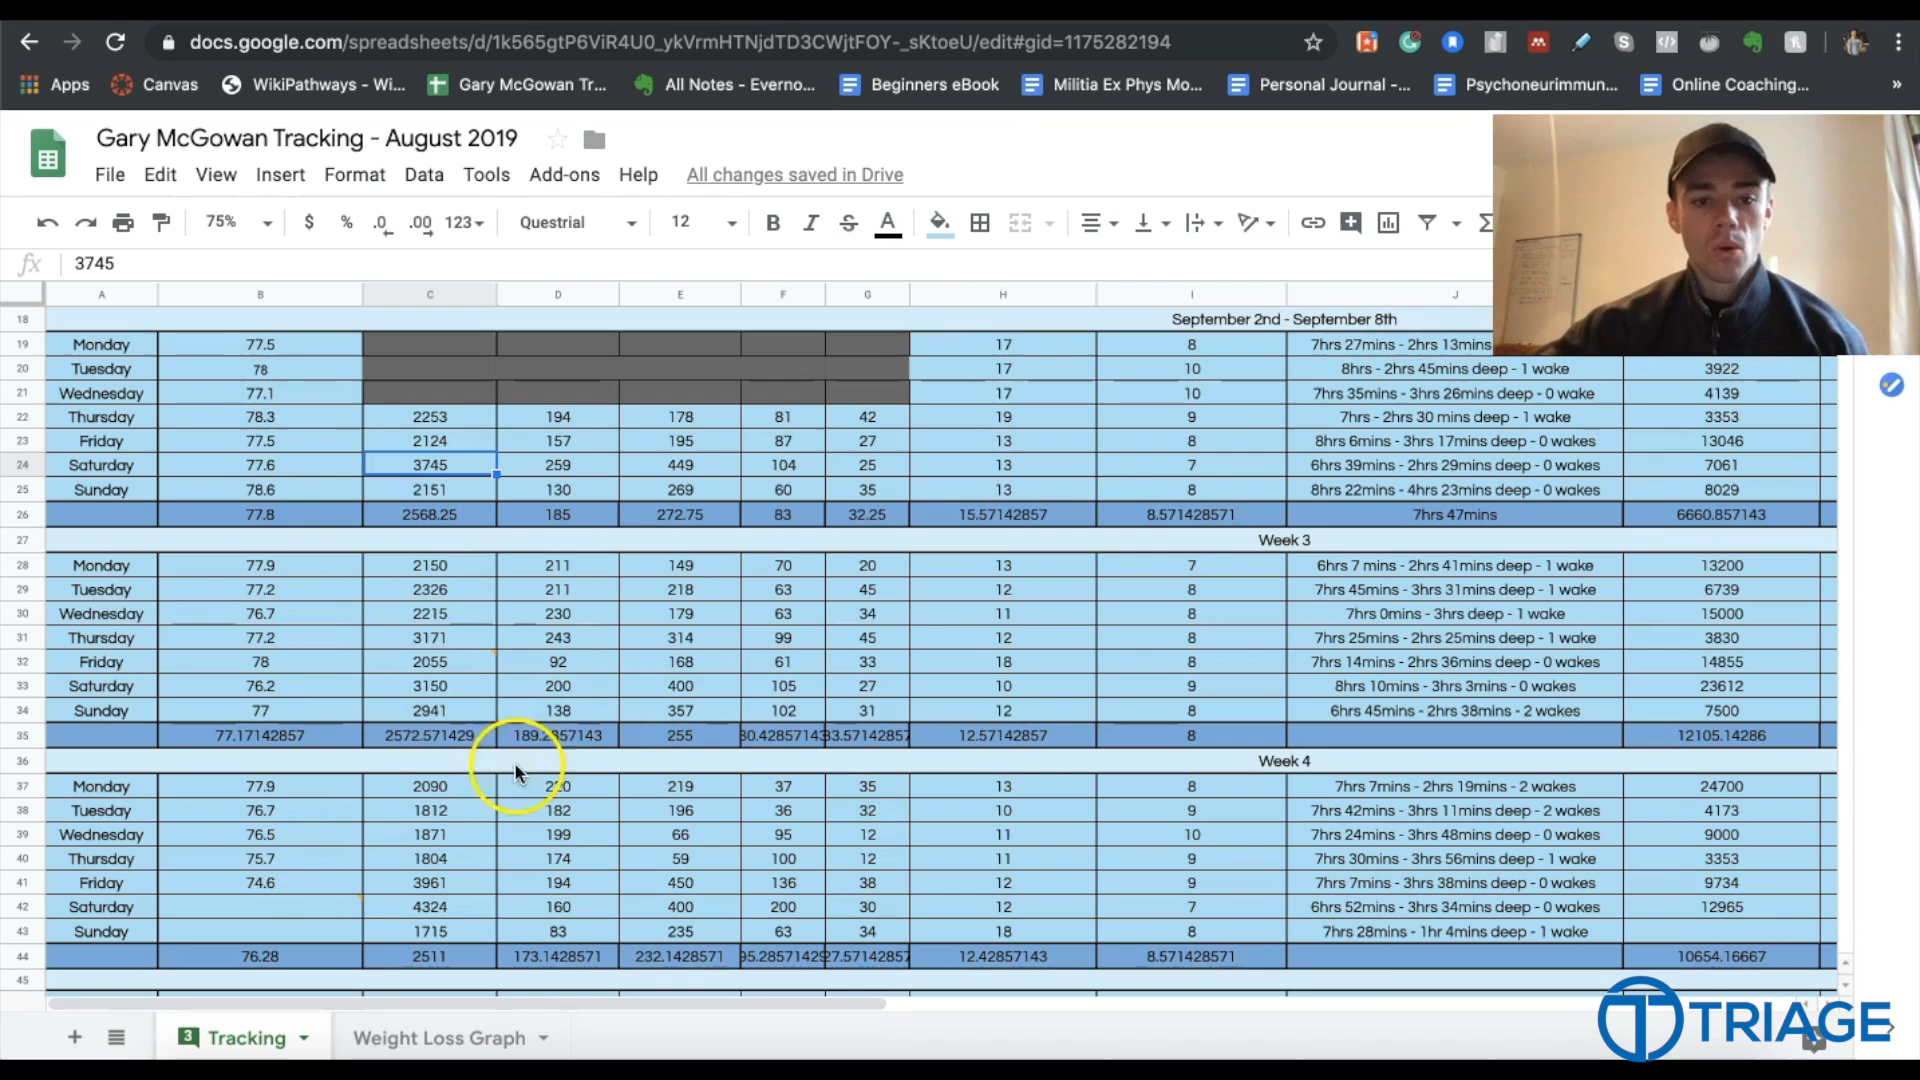 docs.google.com/spreadsheets/d/1k565gtP6ViR4U0_ykVrmHTNjdTD3CWjtFOY-_sKtoeU/edit#gid=1175282194
Apps Canvas WikiPathways - Wi... Gary McGowan Tr... All Notes - Everno... Beginners eBook Militia Ex Phys Mo... Personal Journal -... Psychoneurimmun... Online Coaching... »
Gary McGowan Tracking - August 2019
File Edit View Insert Format Data Tools Add-ons Help All changes saved in Drive
75% $ % .0 .00 123 Questrial 12 B I S A Σ
fx 3745
A B C D E F G H I J
18 September 2nd - September 8th
19 Monday 77.5 17 8 7hrs 27mins - 2hrs 13mins
20 Tuesday 78 17 10 8hrs - 2hrs 45mins deep - 1 wake 3922
21 Wednesday 77.1 17 10 7hrs 35mins - 3hrs 26mins deep - 0 wake 4139
22 Thursday 78.3 2253 194 178 81 42 19 9 7hrs - 2hrs 30 mins deep - 1 wake 3353
23 Friday 77.5 2124 157 195 87 27 13 8 8hrs 6mins - 3hrs 17mins deep - 0 wakes 13046
24 Saturday 77.6 3745 259 449 104 25 13 7 6hrs 39mins - 2hrs 29mins deep - 0 wakes 7061
25 Sunday 78.6 2151 130 269 60 35 13 8 8hrs 22mins - 4hrs 23mins deep - 0 wakes 8029
26 77.8 2568.25 185 272.75 83 32.25 15.57142857 8.571428571 7hrs 47mins 6660.857143
27 Week 3
28 Monday 77.9 2150 211 149 70 20 13 7 6hrs 7 mins - 2hrs 41mins deep - 1 wake 13200
29 Tuesday 77.2 2326 211 218 63 45 12 8 7hrs 45mins - 3hrs 31mins deep - 1 wake 6739
30 Wednesday 76.7 2215 230 179 63 34 11 8 7hrs 0mins - 3hrs deep - 1 wake 15000
31 Thursday 77.2 3171 243 314 99 45 12 8 7hrs 25mins - 2hrs 25mins deep - 1 wake 3830
32 Friday 78 2055 92 168 61 33 18 8 7hrs 14mins - 2hrs 36mins deep - 0 wakes 14855
33 Saturday 76.2 3150 200 400 105 27 10 9 8hrs 10mins - 3hrs 3mins - 0 wakes 23612
34 Sunday 77 2941 138 357 102 31 12 8 6hrs 45mins - 2hrs 38mins - 2 wakes 7500
35 77.17142857 2572.571429 189.2857143 255 30.42857143 33.57142857 12.57142857 8 12105.14286
36 Week 4
37 Monday 77.9 2090 220 219 37 35 13 8 7hrs 7mins - 2hrs 19mins - 2 wakes 24700
38 Tuesday 76.7 1812 182 196 36 32 10 9 7hrs 42mins - 3hrs 11mins deep - 2 wakes 4173
39 Wednesday 76.5 1871 199 66 95 12 11 10 7hrs 24mins - 3hrs 48mins deep - 0 wakes 9000
40 Thursday 75.7 1804 174 59 100 12 11 9 7hrs 30mins - 3hrs 56mins deep - 1 wake 3353
41 Friday 74.6 3961 194 450 136 38 12 9 7hrs 7mins - 3hrs 38mins deep - 0 wakes 9734
42 Saturday 4324 160 400 200 30 12 7 6hrs 52mins - 3hrs 34mins deep - 0 wakes 12965
43 Sunday 1715 83 235 63 34 18 8 7hrs 28mins - 1hr 4mins deep - 1 wake
44 76.28 2511 173.1428571 232.1428571 95.28571429 27.57142857 12.42857143 8.571428571 10654.16667
45
+ 3 Tracking Weight Loss Graph
TRIAGE